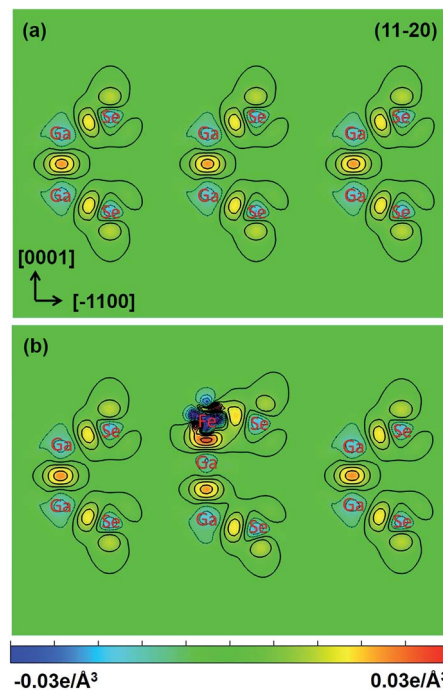 (a) (11-20)
Se Se Se
Ga Ga Ga
Ga Ga Ga
Se Se Se
[0001]
[-1100]
(b)
Fe
Ga Se Se Ga Se
Ga
Ga Ga Ga
Se Se Se
-0.03e/Å³ 0.03e/Å³